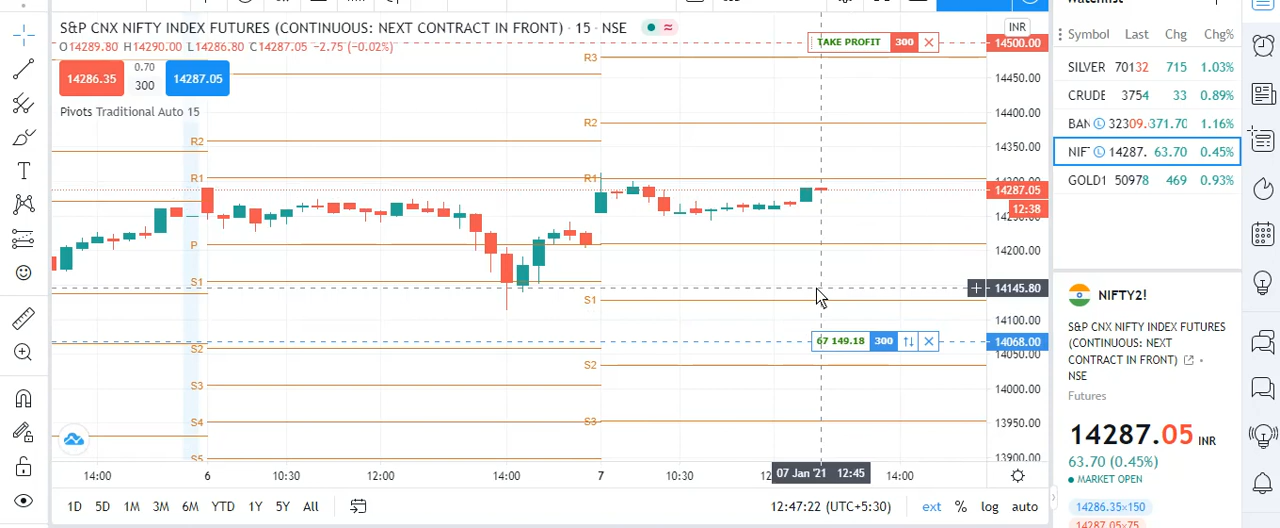 S&P CNX NIFTY INDEX FUTURES (CONTINUOUS: NEXT CONTRACT IN FRONT) · 15 · NSE
O14289.80 H14290.00 L14286.80 C14287.05 −2.75 (−0.02%)
14286.35
0.70
300
14287.05
Pivots Traditional Auto 15
TAKE PROFIT 300
67 149.18 300
R2
R1
P
S1
S2
S3
S4
S5
R3
R2
R1
S1
S2
S3
INR
14500.00
14450.00
14400.00
14350.00
14287.05
12:38
14200.00
14145.80
14100.00
14068.00
14050.00
14000.00
13950.00
13900.00
14:00
6
10:30
12:00
14:00
7
10:30
07 Jan '21 12:45
14:00
1D 5D 1M 3M 6M YTD 1Y 5Y All
12:47:22 (UTC+5:30)
ext % log auto
Symbol Last Chg Chg%
SILVER 70132 715 1.03%
CRUDE 3754 33 0.89%
BAN 32309. 371.70 1.16%
NIF 14287. 63.70 0.45%
GOLD1 50978 469 0.93%
NIFTY2!
S&P CNX NIFTY INDEX FUTURES
(CONTINUOUS: NEXT
CONTRACT IN FRONT) •
NSE
Futures
14287.05 INR
63.70 (0.45%)
MARKET OPEN
14286.35×150
14287.05×75